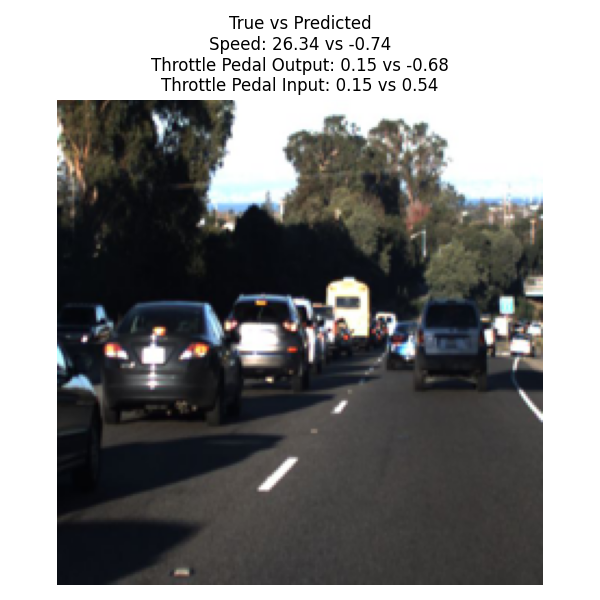 True vs Predicted
Speed: 26.34 vs -0.74
Throttle Pedal Output: 0.15 vs -0.68
Throttle Pedal Input: 0.15 vs 0.54